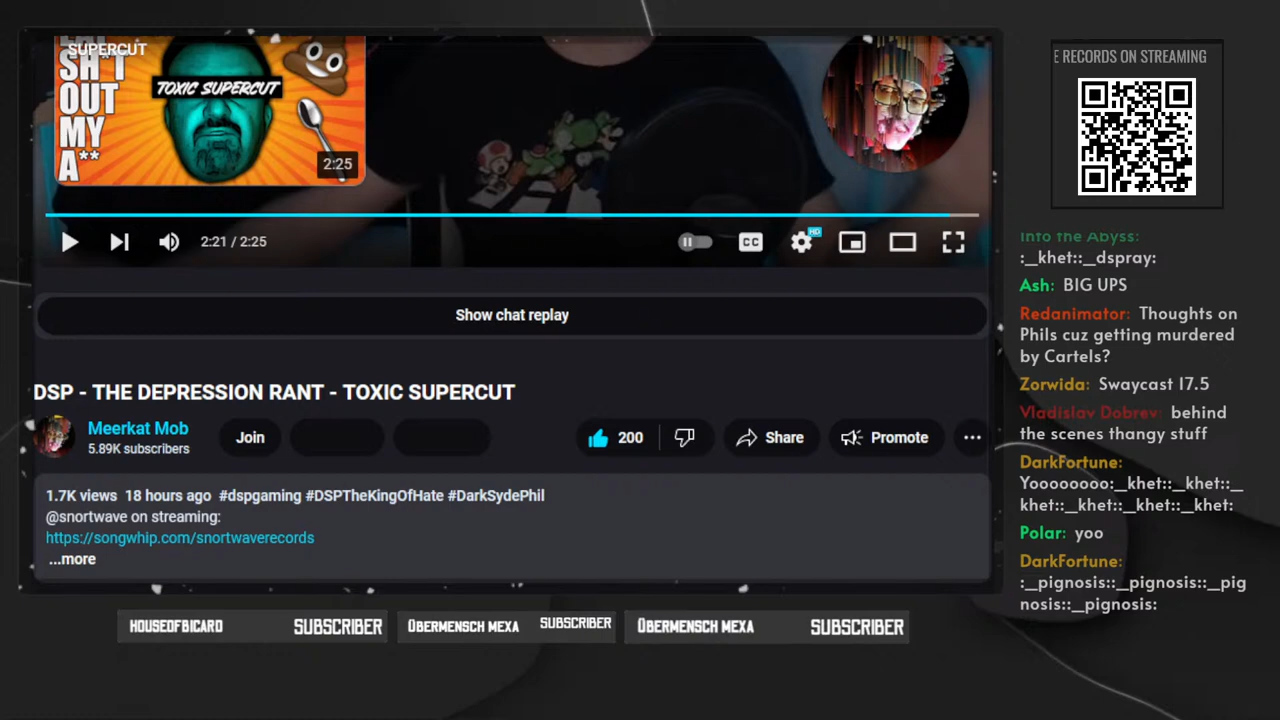 SUPERCUT
SH*T
OUT
MY
A**
TOXIC SUPERCUT
2:25
2:21 / 2:25
CC
HD
Show chat replay
DSP - THE DEPRESSION RANT - TOXIC SUPERCUT
Meerkat Mob
5.89K subscribers
Join
200
Share
Promote
1.7K views 18 hours ago #dspgaming #DSPTheKingOfHate #DarkSydePhil
@snortwave on streaming:
https://songwhip.com/snortwaverecords
...more
HOUSEOFBICARD SUBSCRIBER
ÜBERMENSCH MEXA SUBSCRIBER
ÜBERMENSCH MEXA SUBSCRIBER
E RECORDS ON STREAMING
Into the Abyss:
:_khet::_dspray:
Ash: BIG UPS
Redanimator: Thoughts on
Phils cuz getting murdered
by Cartels?
Zorwida: Swaycast 17.5
Vladislav Dobrev: behind
the scenes thangy stuff
DarkFortune:
Yoooooooo:_khet::_khet::_
khet::_khet::_khet::_khet:
Polar: yoo
DarkFortune:
:_pignosis::_pignosis::_pig
nosis::_pignosis: